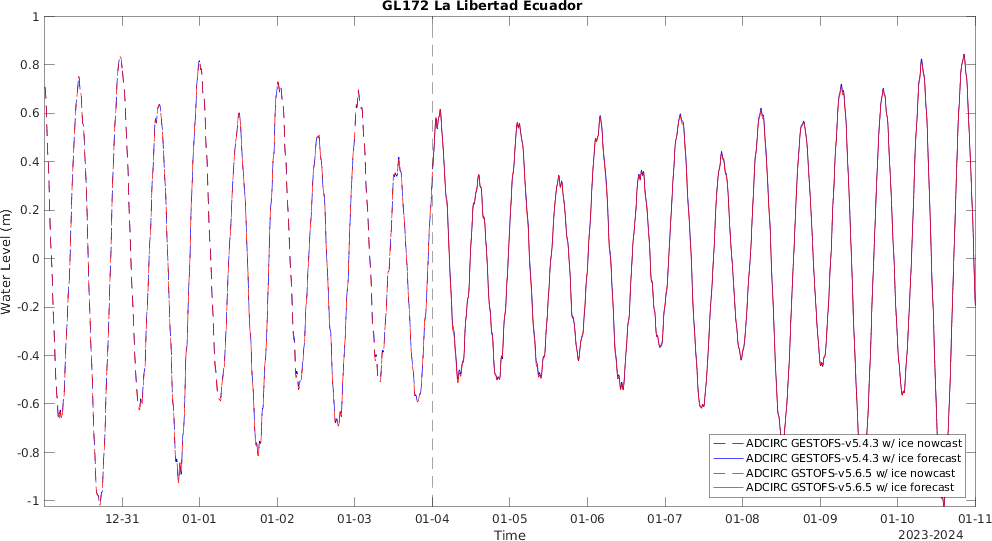 GL172 La Libertad Ecuador
Water Level (m)
1
0.8
0.6
0.4
0.2
0
-0.2
-0.4
-0.6
-0.8
-1
ADCIRC GESTOFS-v5.4.3 w/ ice nowcast
ADCIRC GESTOFS-v5.4.3 w/ ice forecast
ADCIRC GSTOFS-v5.6.5 w/ ice nowcast
ADCIRC GSTOFS-v5.6.5 w/ ice forecast
12-31 01-01 01-02 01-03 01-04 01-05 01-06 01-07 01-08 01-09 01-10 01-11
Time
2023-2024